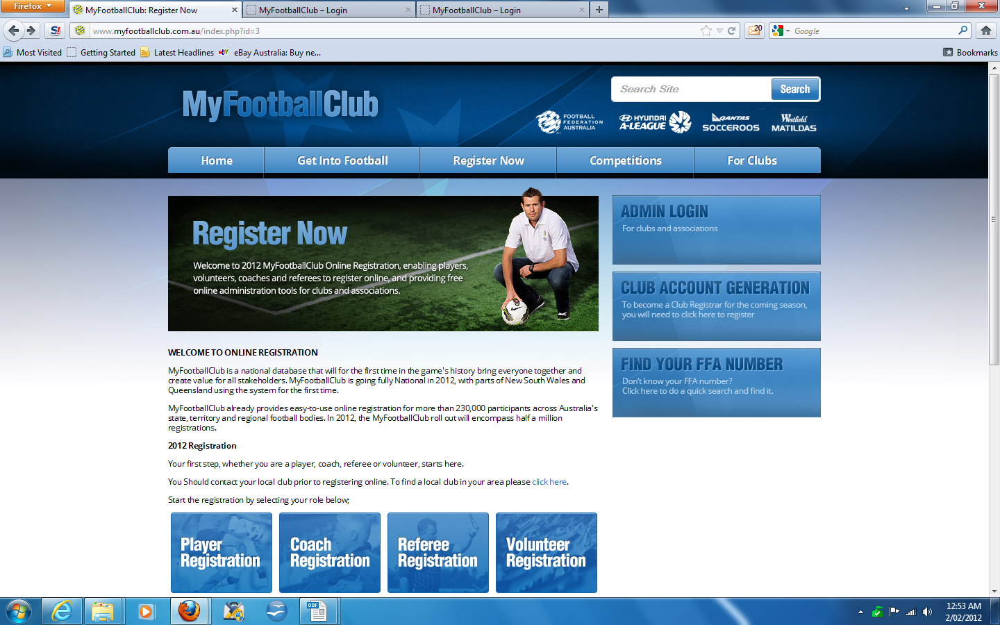 Firefox
MyFootballClub: Register Now
MyFootballClub – Login
MyFootballClub – Login
www.myfootballclub.com.au/index.php?id=3
20
Google
Most Visited
Getting Started
Latest Headlines
eBay Australia: Buy ne...
Bookmarks
MyFootballClub
Search Site
Search
FOOTBALL
FEDERATION
AUSTRALIA
HYUNDAI
A-LEAGUE
QANTAS
SOCCEROOS
Westfield
MATILDAS
Home
Get Into Football
Register Now
Competitions
For Clubs
Register Now
Welcome to 2012 MyFootballClub Online Registration, enabling players,
volunteers, coaches and referees to register online, and providing free
online administration tools for clubs and associations.
ADMIN LOGIN
For clubs and associations
CLUB ACCOUNT GENERATION
To become a Club Registrar for the coming season,
you will need to click here to register
FIND YOUR FFA NUMBER
Don't know your FFA number?
Click here to do a quick search and find it.
WELCOME TO ONLINE REGISTRATION
MyFootballClub is a national database that will for the first time in the game's history bring everyone together and
create value for all stakeholders. MyFootballClub is going fully National in 2012, with parts of New South Wales and
Queensland using the system for the first time.
MyFootballClub already provides easy-to-use online registration for more than 230,000 participants across Australia's
state, territory and regional football bodies. In 2012, the MyFootballClub roll out will encompass half a million
registrations.
2012 Registration
Your first step, whether you are a player, coach, referee or volunteer, starts here.
You Should contact your local club prior to registering online. To find a local club in your area please click here.
Start the registration by selecting your role below;
Player
Registration
Coach
Registration
Referee
Registration
Volunteer
Registration
ODF
12:53 AM
2/02/2012